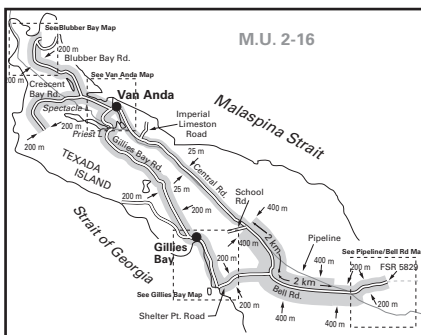 M.U. 2-16
See Blubber Bay Map
200 m
Blubber Bay Rd.
200 m
See Van Anda Map
Crescent
Bay Rd.
Van Anda
Spectacle L
Imperial
Limeston
Road
Malaspina Strait
Priest L
200 m
200 m
TEXADA
ISLAND
Gillies Bay Rd.
25 m
Central Rd.
25 m
School
Rd.
200 m
200 m
400 m
400 m
2 km
Strait of Georgia
Gillies
Bay
Pipeline
400 m
400 m
See Pipeline/Bell Rd Ma
200 m
FSR 5829
2 km
See Gillies Bay Map
0
200 m
Bell Rd.
200 m
200 m
Shelter Pt. Road
400 m
400 m